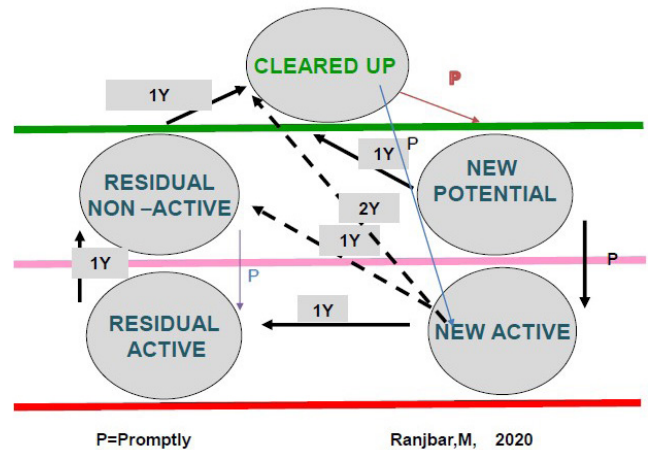 CLEARED UP
P
1Y
1Y
P
NEW
POTENTIAL
RESIDUAL
NON –ACTIVE
2Y
1Y
1Y
P
P
RESIDUAL
ACTIVE
1Y
NEW ACTIVE
P=Promptly
Ranjbar,M, 2020